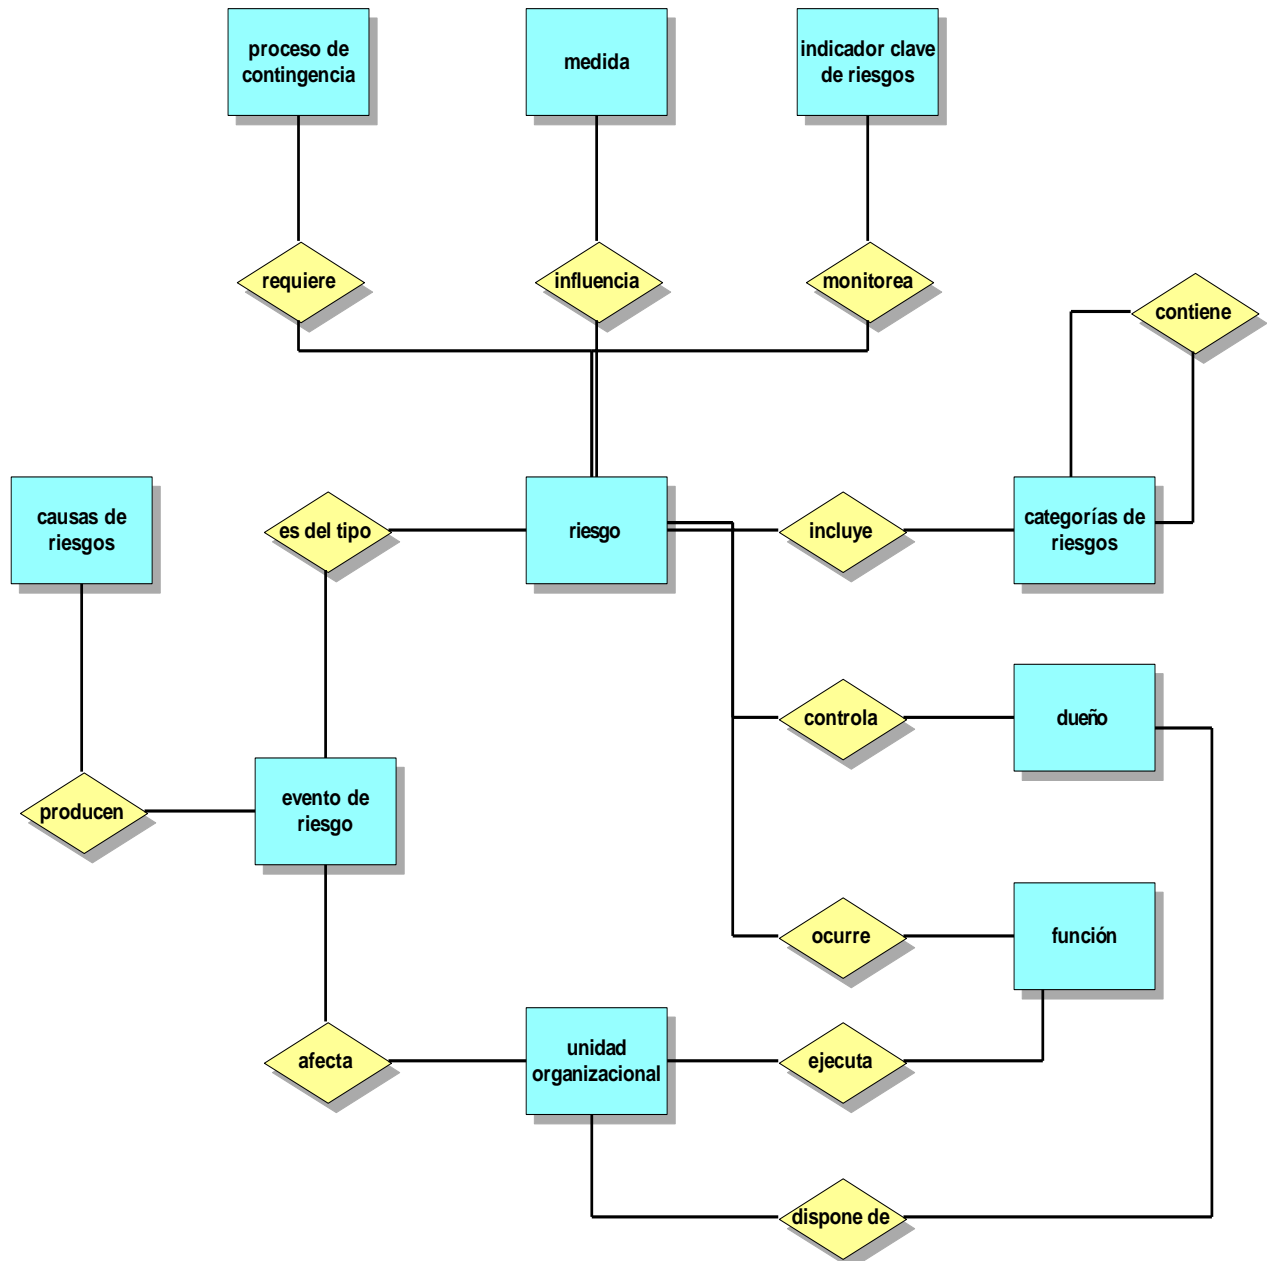 proceso de
contingencia
medida
indicador clave
de riesgos
requiere
influencia
monitorea
contiene
causas de
riesgos
es del tipo
riesgo
incluye
categorías de
riesgos
controla
dueño
producen
evento de
riesgo
ocurre
función
afecta
unidad
organizacional
ejecuta
dispone de